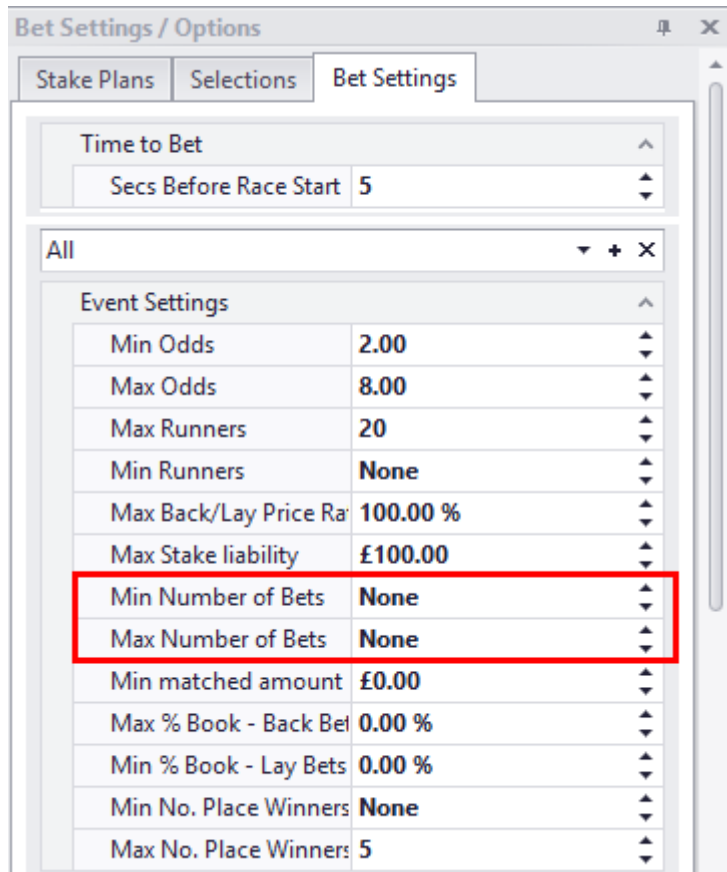 Bet Settings / Options
Stake Plans Selections Bet Settings
Time to Bet
Secs Before Race Start 5
All
Event Settings
Min Odds 2.00
Max Odds 8.00
Max Runners 20
Min Runners None
Max Back/Lay Price Ra 100.00 %
Max Stake liability £100.00
Min Number of Bets None
Max Number of Bets None
Min matched amount £0.00
Max % Book - Back Bet 0.00 %
Min % Book - Lay Bets 0.00 %
Min No. Place Winners None
Max No. Place Winners 5